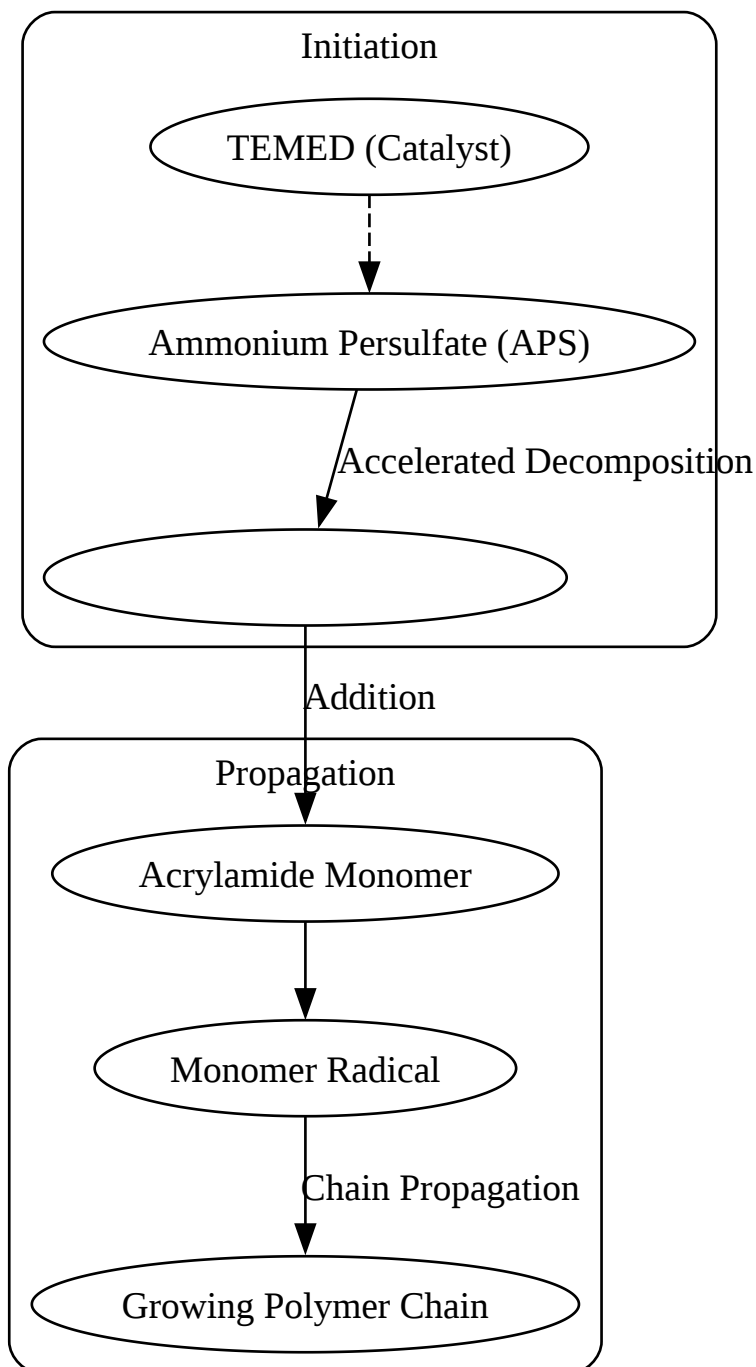 Initiation
TEMED (Catalyst)
Ammonium Persulfate (APS)
Accelerated Decomposition
Addition
Propagation
Acrylamide Monomer
Monomer Radical
Chain Propagation
Growing Polymer Chain